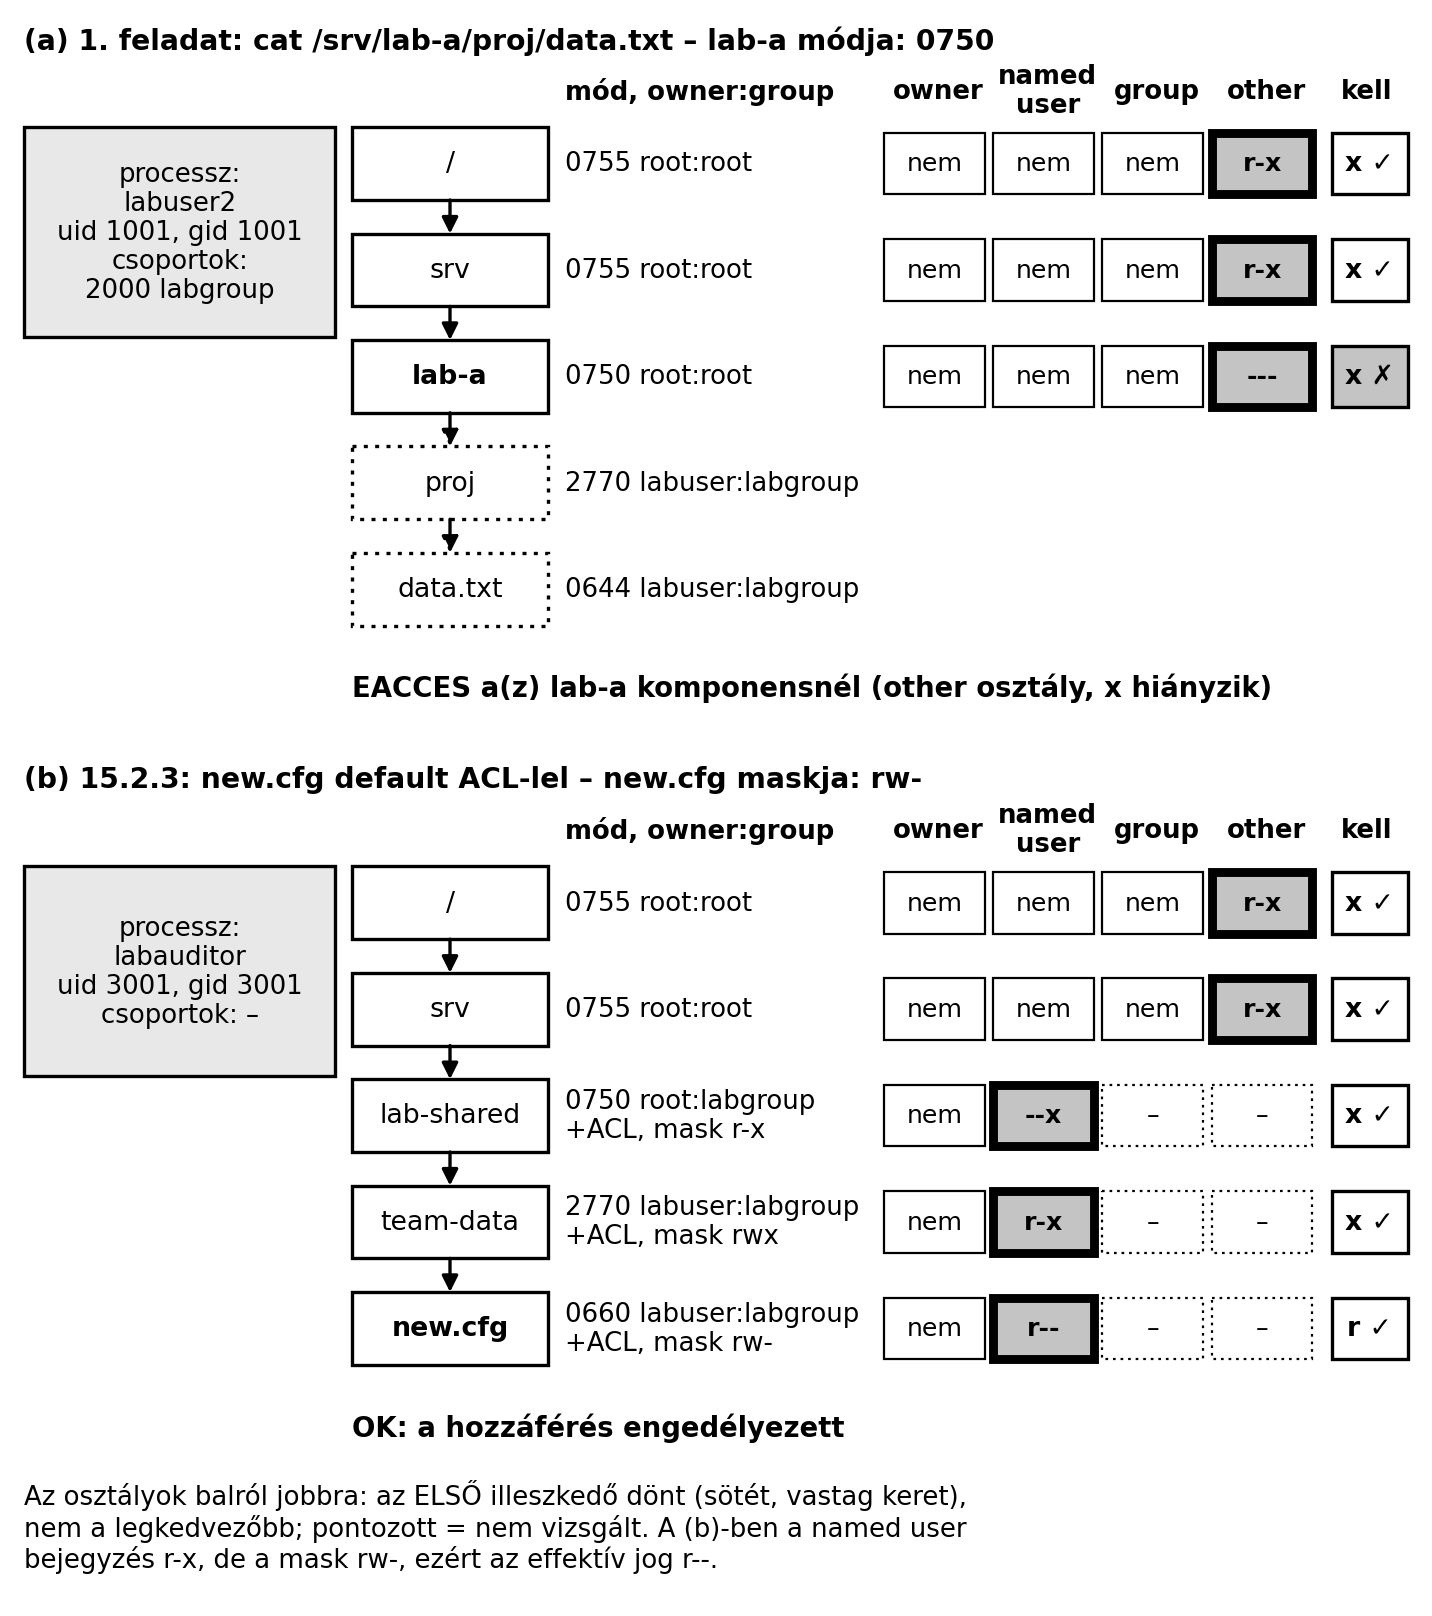 (a) 1. feladat: cat /srv/lab-a/proj/data.txt – lab-a módja: 0750
mód, owner:group owner named user group other kell
processz:
labuser2
uid 1001, gid 1001
csoportok:
2000 labgroup
/ 0755 root:root nem nem nem r-x x ✓
srv 0755 root:root nem nem nem r-x x ✓
lab-a 0750 root:root nem nem nem --- x ✗
proj 2770 labuser:labgroup
data.txt 0644 labuser:labgroup
EACCES a(z) lab-a komponensnél (other osztály, x hiányzik)
(b) 15.2.3: new.cfg default ACL-lel – new.cfg maskja: rw-
mód, owner:group owner named user group other kell
processz:
labauditor
uid 3001, gid 3001
csoportok: –
/ 0755 root:root nem nem nem r-x x ✓
srv 0755 root:root nem nem nem r-x x ✓
lab-shared 0750 root:labgroup
+ACL, mask r-x nem --x – – x ✓
team-data 2770 labuser:labgroup
+ACL, mask rwx nem r-x – – x ✓
new.cfg 0660 labuser:labgroup
+ACL, mask rw- nem r-- – – r ✓
OK: a hozzáférés engedélyezett
Az osztályok balról jobbra: az ELSŐ illeszkedő dönt (sötét, vastag keret),
nem a legkedvezőbb; pontozott = nem vizsgált. A (b)-ben a named user
bejegyzés r-x, de a mask rw-, ezért az effektív jog r--.